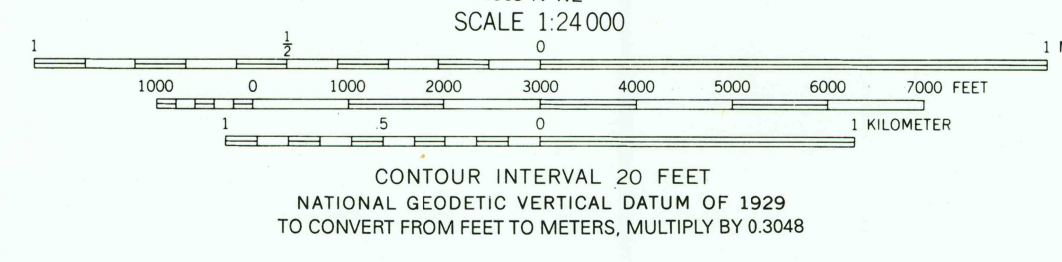 SCALE 1:24 000
1 ½ 0 1
1000 0 1000 2000 3000 4000 5000 6000 7000 FEET
1 .5 0 1 KILOMETER
CONTOUR INTERVAL 20 FEET
NATIONAL GEODETIC VERTICAL DATUM OF 1929
TO CONVERT FROM FEET TO METERS, MULTIPLY BY 0.3048